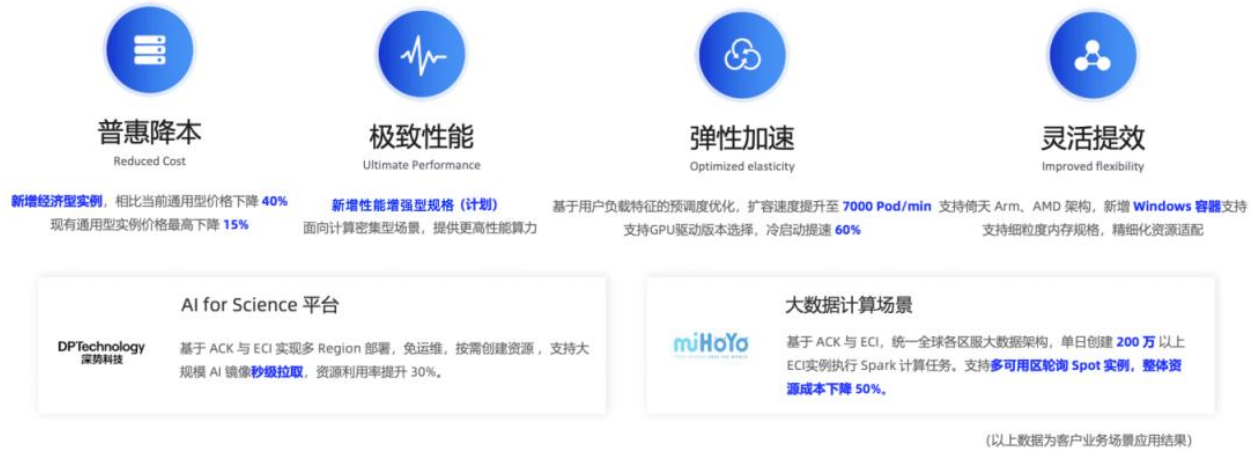 普惠降本
Reduced Cost
新增经济型实例，相比当前通用型价格下降 40%
现有通用型实例价格最高下降 15%
极致性能
Ultimate Performance
新增性能增强型规格（计划）
面向计算密集型场景，提供更高性能算力
弹性加速
Optimized elasticity
基于用户负载特征的预调度优化，扩容速度提升至 7000 Pod/min
支持GPU驱动版本选择，冷启动提速 60%
灵活提效
Improved flexibility
支持倚天 Arm、AMD 架构，新增 Windows 容器支持
支持细粒度内存规格，精细化资源适配
DPTechnology
深势科技
AI for Science 平台
基于 ACK 与 ECI 实现多 Region 部署，免运维，按需创建资源 ，支持大
规模 AI 镜像秒级拉取，资源利用率提升 30%。
miHoYo
大数据计算场景
基于 ACK 与 ECI，统一全球各区服大数据架构，单日创建 200 万 以上
ECI实例执行 Spark 计算任务。支持多可用区轮询 Spot 实例，整体资
源成本下降 50%。
(以上数据为客户业务场景应用结果)